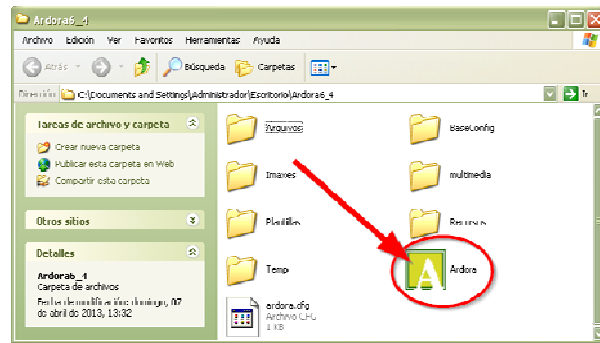 Ardora6_4
Archivo Edición Ver Favoritos Herramientas Ayuda
Atrás Búsqueda Carpetas
Dirección C:\Documents and Settings\Administrador\Escritorio\Ardora6_4 Ir
Tareas de archivo y carpeta
Crear nueva carpeta
Publicar esta carpeta en Web
Compartir esta carpeta
Otros sitios
Detalles
Ardora6_4
Carpeta de archivos
Fecha de modificación: domingo, 07
de abril de 2013, 13:32
Arquivos
BaseConfig
Imaxes
multimedia
Plantillas
Recursos
Temp
A Ardora
ardora.cfg
Archivo CFG
1 KB